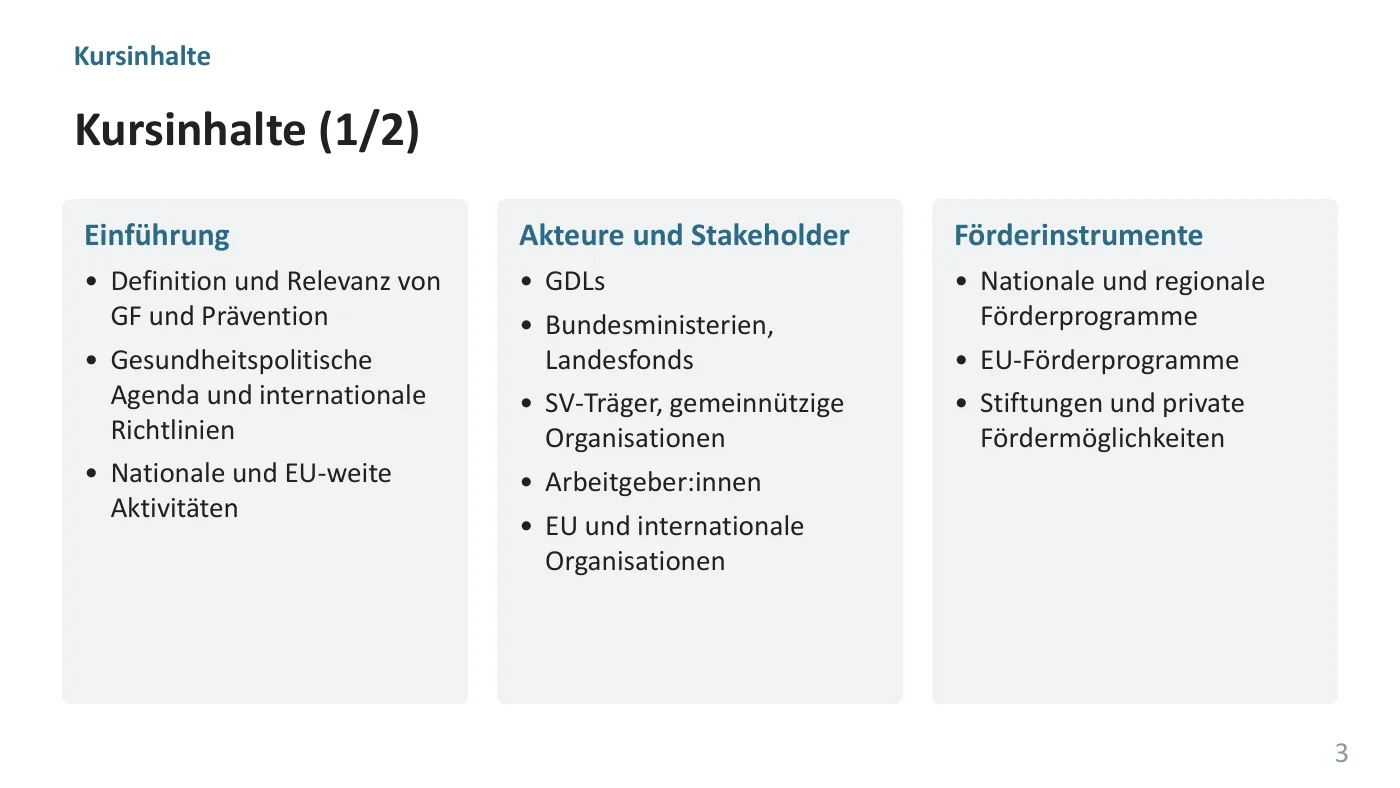 Kursinhalte
Kursinhalte (1/2)
Einführung
• Definition und Relevanz von
GF und Prävention
• Gesundheitspolitische
Agenda und internationale
Richtlinien
• Nationale und EU-weite
Aktivitäten
Akteure und Stakeholder
• GDLs
• Bundesministerien,
Landesfonds
• SV-Träger, gemeinnützige
Organisationen
• Arbeitgeber:innen
• EU und internationale
Organisationen
Förderinstrumente
• Nationale und regionale
Förderprogramme
• EU-Förderprogramme
• Stiftungen und private
Fördermöglichkeiten
3